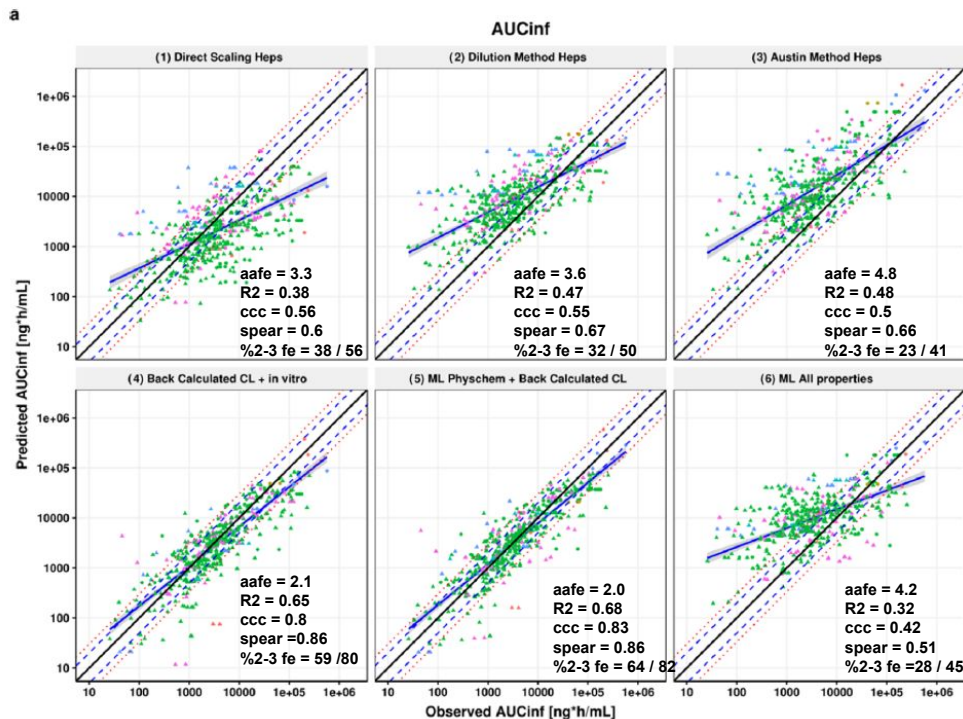 a
AUCinf
(1) Direct Scaling Heps
(2) Dilution Method Heps
(3) Austin Method Heps
1e+06
1e+05
10000
1000
100
10
aafe = 3.3
R2 = 0.38
ccc = 0.56
spear = 0.6
%2-3 fe = 38 / 56
aafe = 3.6
R2 = 0.47
ccc = 0.55
spear = 0.67
%2-3 fe = 32 / 50
aafe = 4.8
R2 = 0.48
ccc = 0.5
spear = 0.66
%2-3 fe = 23 / 41
Predicted AUCinf [ng*h/mL]
(4) Back Calculated CL + in vitro
(5) ML Physchem + Back Calculated CL
(6) ML All properties
1e+06
1e+05
10000
1000
100
10
aafe = 2.1
R2 = 0.65
ccc = 0.8
spear =0.86
%2-3 fe = 59 /80
aafe = 2.0
R2 = 0.68
ccc = 0.83
spear = 0.86
%2-3 fe = 64 / 82
aafe = 4.2
R2 = 0.32
ccc = 0.42
spear = 0.51
%2-3 fe =28 / 45
10 100 1000 10000 1e+05 1e+06
10 100 1000 10000 1e+05 1e+06
10 100 1000 10000 1e+05 1e+06
Observed AUCinf [ng*h/mL]